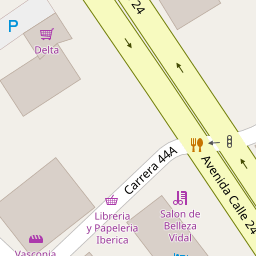 P
24
Delta
Carrera 44A
Avenida Calle 24
Libreria
y Papeleria
Iberica
Salon de
Belleza
Vidal
Vasconia